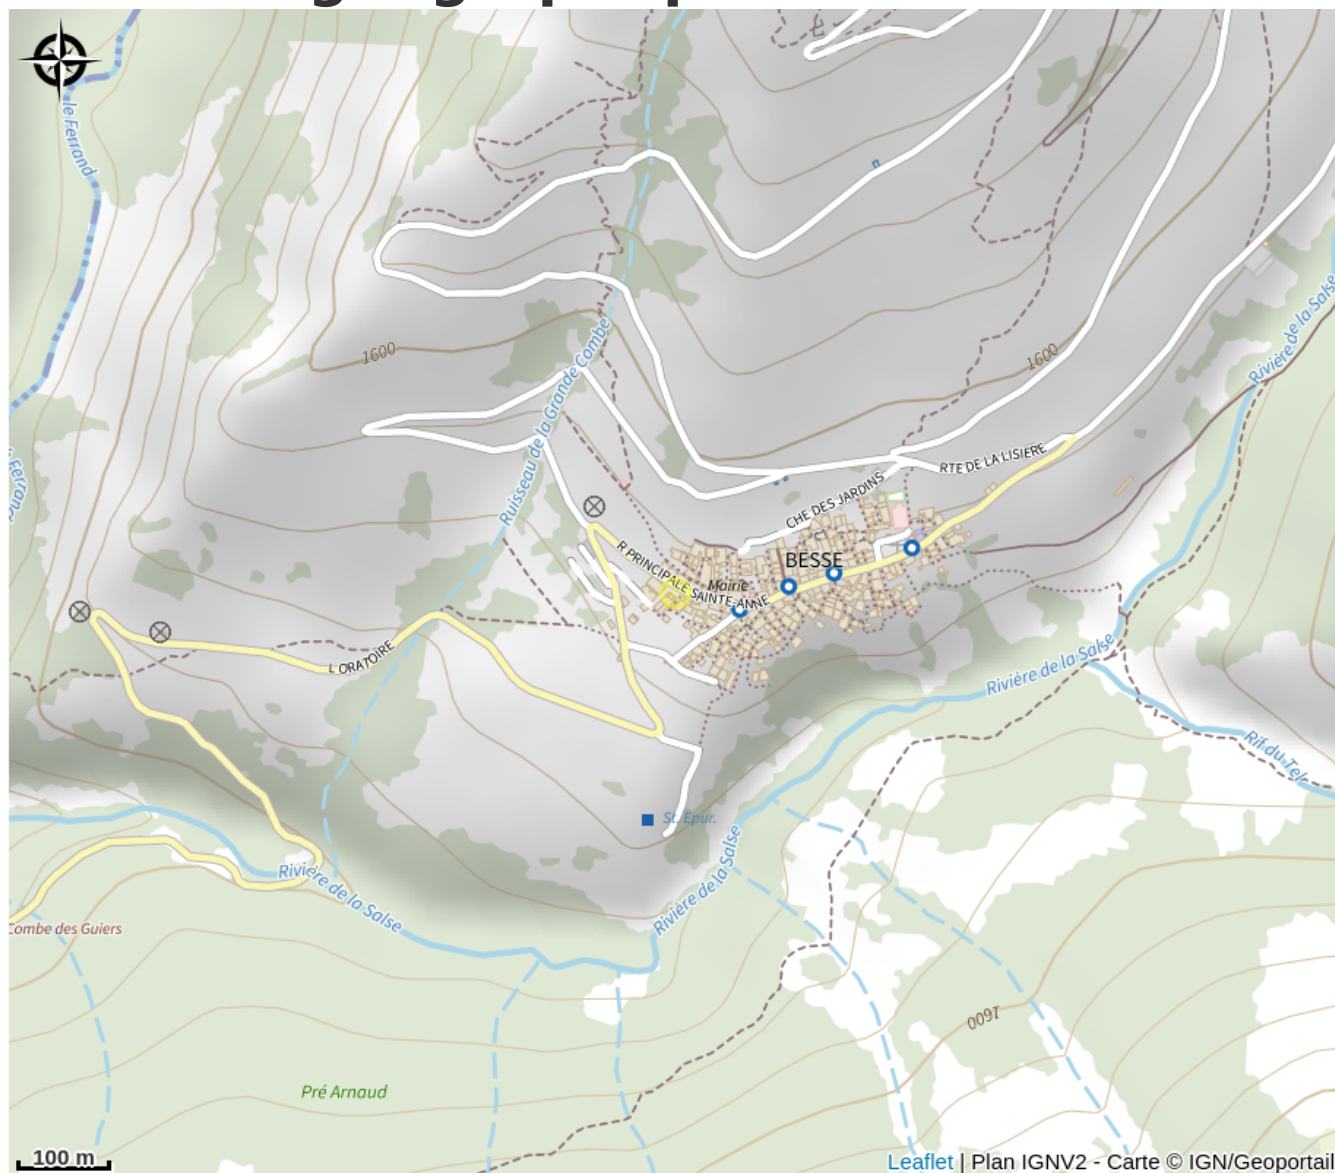 le Ferrand
Rivière de la Salse
Ruisseau de la Grande Combe
1600
1600
RTE DE LA LISIERE
CHE DES JARDINS
R PRINCIPALE SAINTE-ANNE
BESSE
Mairie
L ORATOIRE
Rivière de la Salse
Rif du Tel
St. Epur.
Rivière de la Salse
Rivière de la Salse
Combe des Guiers
1600
Pré Arnaud
100 m
Leaflet | Plan IGNV2 - Carte © IGN/Geoportail